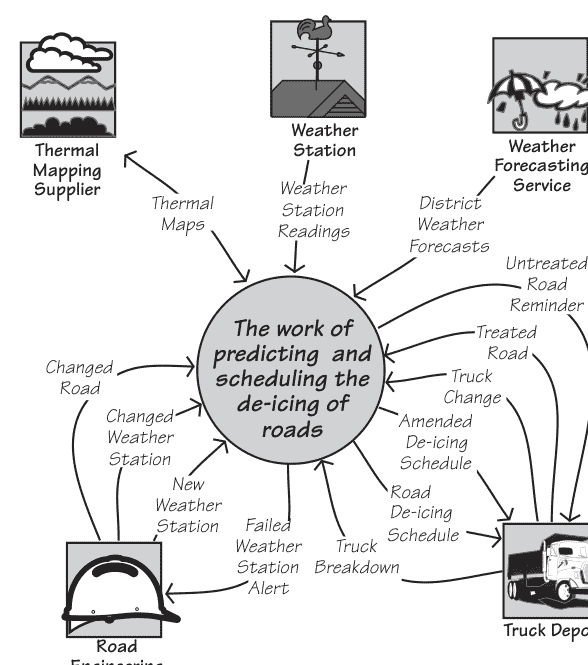 Thermal
Mapping
Supplier
Weather
Station
Weather
Forecasting
Service
Thermal
Maps
Weather
Station
Readings
District
Weather
Forecasts
Untreated
Road
Reminder
The work of
predicting and
scheduling the
de-icing of
roads
Treated
Road
Truck
Change
Changed
Road
Changed
Weather
Station
Amended
De-icing
Schedule
New
Weather
Station
Road
De-icing
Schedule
Failed
Weather
Station
Alert
Truck
Breakdown
Road
Engineering
Truck Depo